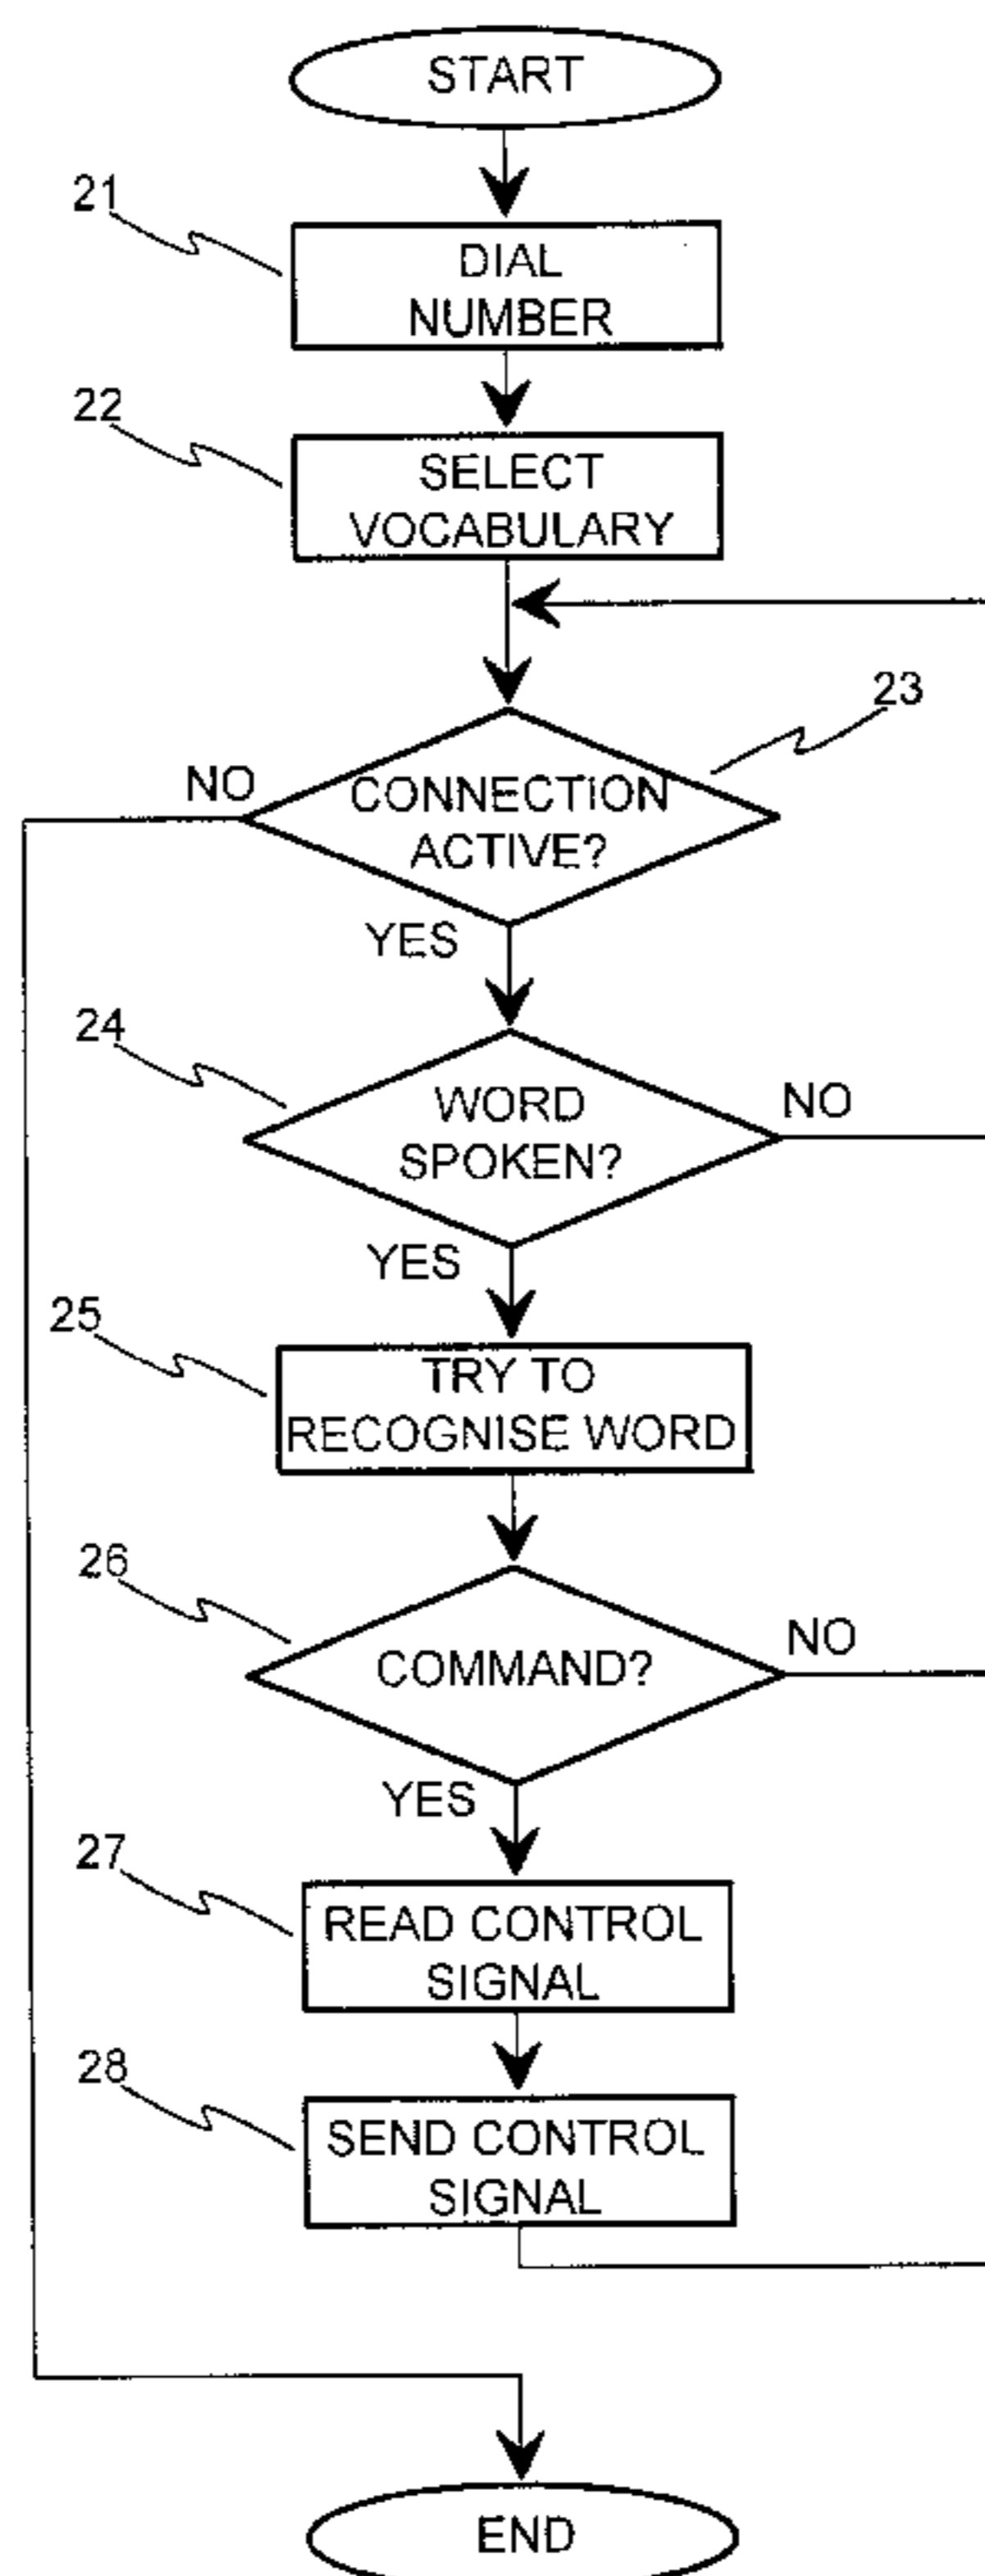 START
21
DIAL
NUMBER
22
SELECT
VOCABULARY
23
NO
CONNECTION
ACTIVE?
YES
24
WORD
SPOKEN?
NO
YES
25
TRY TO
RECOGNISE WORD
26
COMMAND?
NO
YES
27
READ CONTROL
SIGNAL
28
SEND CONTROL
SIGNAL
END